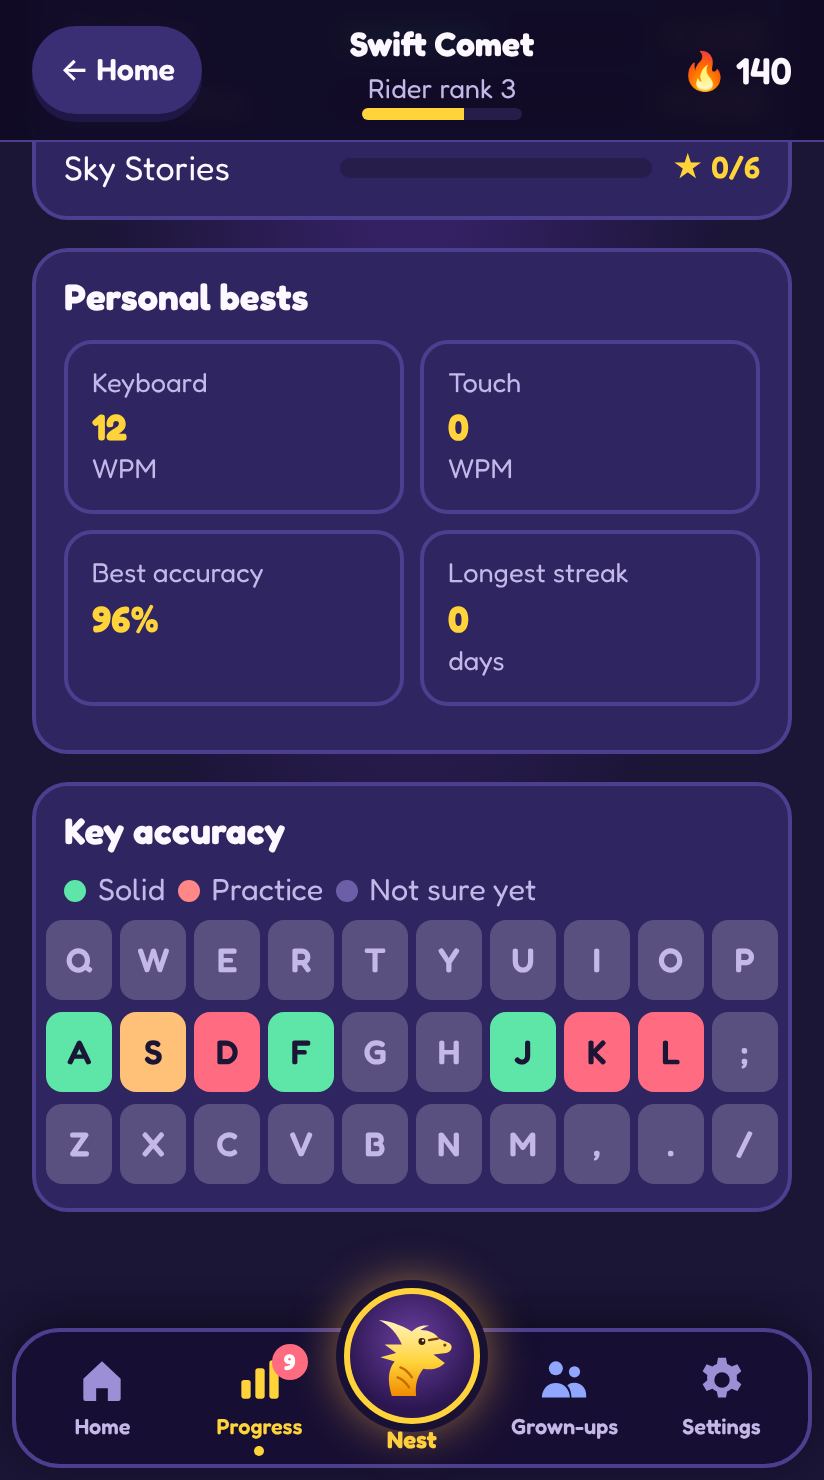 ← Home
Swift Comet
Rider rank 3
🔥 140
Sky Stories
★ 0/6
Personal bests
Keyboard
12
WPM
Touch
0
WPM
Best accuracy
96%
Longest streak
0
days
Key accuracy
Solid Practice Not sure yet
Q W E R T Y U I O P
A S D F G H J K L ;
Z X C V B N M , . /
9
Home Progress Nest Grown-ups Settings